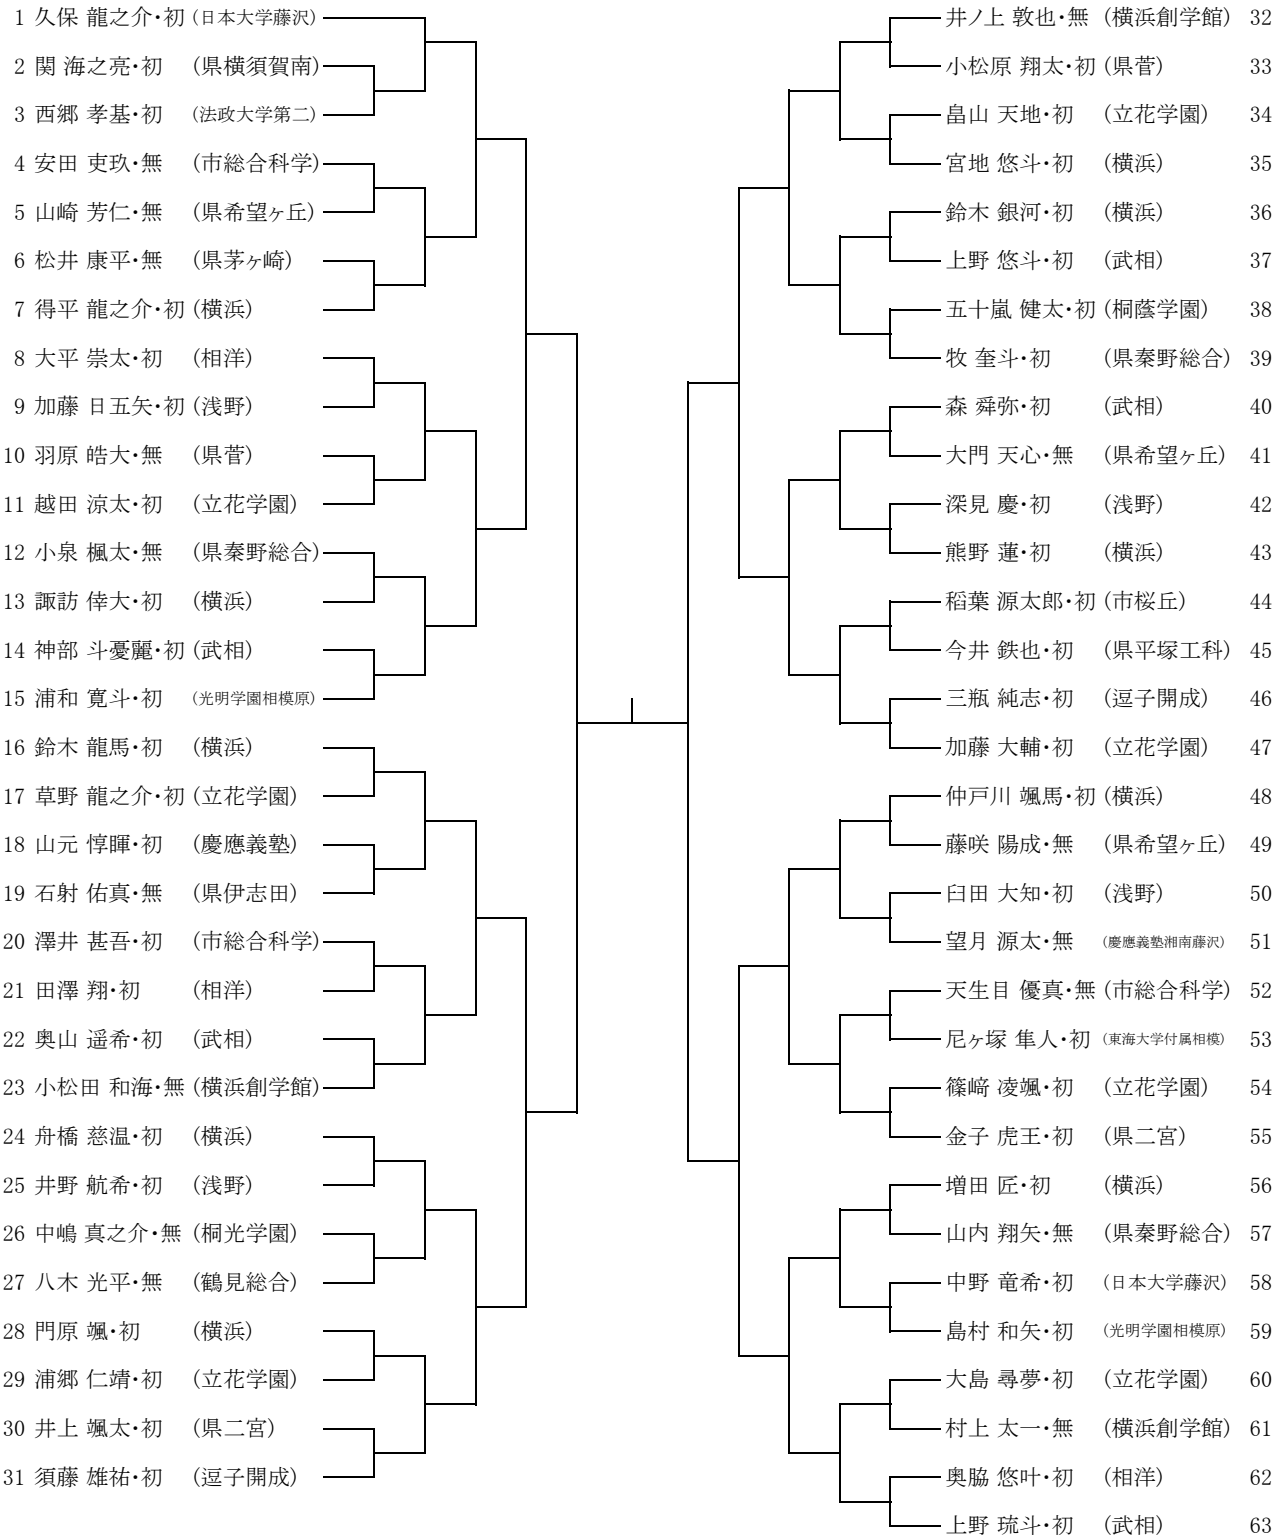 1 久保 龍之介・初 (日本大学藤沢)
2 関 海之亮・初 (県横須賀南)
3 西郷 孝基・初 (法政大学第二)
4 安田 吏玖・無 (市総合科学)
5 山崎 芳仁・無 (県希望ヶ丘)
6 松井 康平・無 (県茅ヶ崎)
7 得平 龍之介・初 (横浜)
8 大平 崇太・初 (相洋)
9 加藤 日五矢・初 (浅野)
10 羽原 皓大・無 (県菅)
11 越田 涼太・初 (立花学園)
12 小泉 楓太・無 (県秦野総合)
13 諏訪 倖大・初 (横浜)
14 神部 斗憂麗・初 (武相)
15 浦和 寛斗・初 (光明学園相模原)
16 鈴木 龍馬・初 (横浜)
17 草野 龍之介・初 (立花学園)
18 山元 惇暉・初 (慶應義塾)
19 石射 佑真・無 (県伊志田)
20 澤井 甚吾・初 (市総合科学)
21 田澤 翔・初 (相洋)
22 奥山 遥希・初 (武相)
23 小松田 和海・無 (横浜創学館)
24 舟橋 慈温・初 (横浜)
25 井野 航希・初 (浅野)
26 中嶋 真之介・無 (桐光学園)
27 八木 光平・無 (鶴見総合)
28 門原 颯・初 (横浜)
29 浦郷 仁靖・初 (立花学園)
30 井上 颯太・初 (県二宮)
31 須藤 雄祐・初 (逗子開成)
井ノ上 敦也・無 (横浜創学館) 32
小松原 翔太・初 (県菅) 33
畠山 天地・初 (立花学園) 34
宮地 悠斗・初 (横浜) 35
鈴木 銀河・初 (横浜) 36
上野 悠斗・初 (武相) 37
五十嵐 健太・初 (桐蔭学園) 38
牧 奎斗・初 (県秦野総合) 39
森 舜弥・初 (武相) 40
大門 天心・無 (県希望ヶ丘) 41
深見 慶・初 (浅野) 42
熊野 蓮・初 (横浜) 43
稻葉 源太郎・初 (市桜丘) 44
今井 鉄也・初 (県平塚工科) 45
三瓶 純志・初 (逗子開成) 46
加藤 大輔・初 (立花学園) 47
仲戸川 颯馬・初 (横浜) 48
藤咲 陽成・無 (県希望ヶ丘) 49
臼田 大知・初 (浅野) 50
望月 源太・無 (慶應義塾湘南藤沢) 51
天生目 優真・無 (市総合科学) 52
尼ヶ塚 隼人・初 (東海大学付属相模) 53
篠﨑 凌颯・初 (立花学園) 54
金子 虎王・初 (県二宮) 55
増田 匠・初 (横浜) 56
山内 翔矢・無 (県秦野総合) 57
中野 竜希・初 (日本大学藤沢) 58
島村 和矢・初 (光明学園相模原) 59
大島 尋夢・初 (立花学園) 60
村上 太一・無 (横浜創学館) 61
奥脇 悠叶・初 (相洋) 62
上野 琉斗・初 (武相) 63